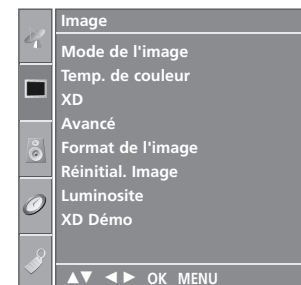 Image
Mode de l'image
Temp. de couleur
XD
Avancé
Format de l'image
Réinitial. Image
Luminosite
XD Démo
▲▼ ◄► OK MENU